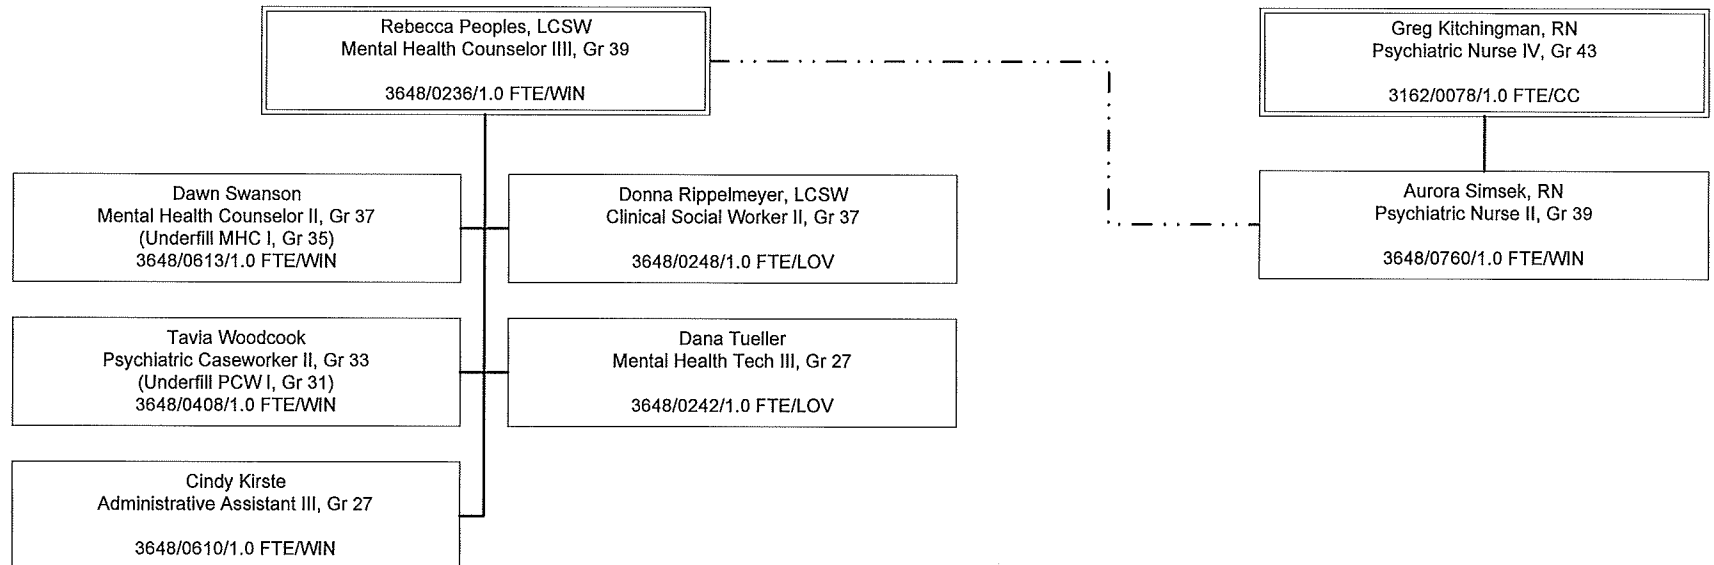 Rebecca Peoples, LCSW
Mental Health Counselor IIII, Gr 39
3648/0236/1.0 FTE/WIN
Greg Kitchingman, RN
Psychiatric Nurse IV, Gr 43
3162/0078/1.0 FTE/CC
Dawn Swanson
Mental Health Counselor II, Gr 37
(Underfill MHC I, Gr 35)
3648/0613/1.0 FTE/WIN
Donna Rippelmeyer, LCSW
Clinical Social Worker II, Gr 37
3648/0248/1.0 FTE/LOV
Aurora Simsek, RN
Psychiatric Nurse II, Gr 39
3648/0760/1.0 FTE/WIN
Tavia Woodcook
Psychiatric Caseworker II, Gr 33
(Underfill PCW I, Gr 31)
3648/0408/1.0 FTE/WIN
Dana Tueller
Mental Health Tech III, Gr 27
3648/0242/1.0 FTE/LOV
Cindy Kirste
Administrative Assistant III, Gr 27
3648/0610/1.0 FTE/WIN